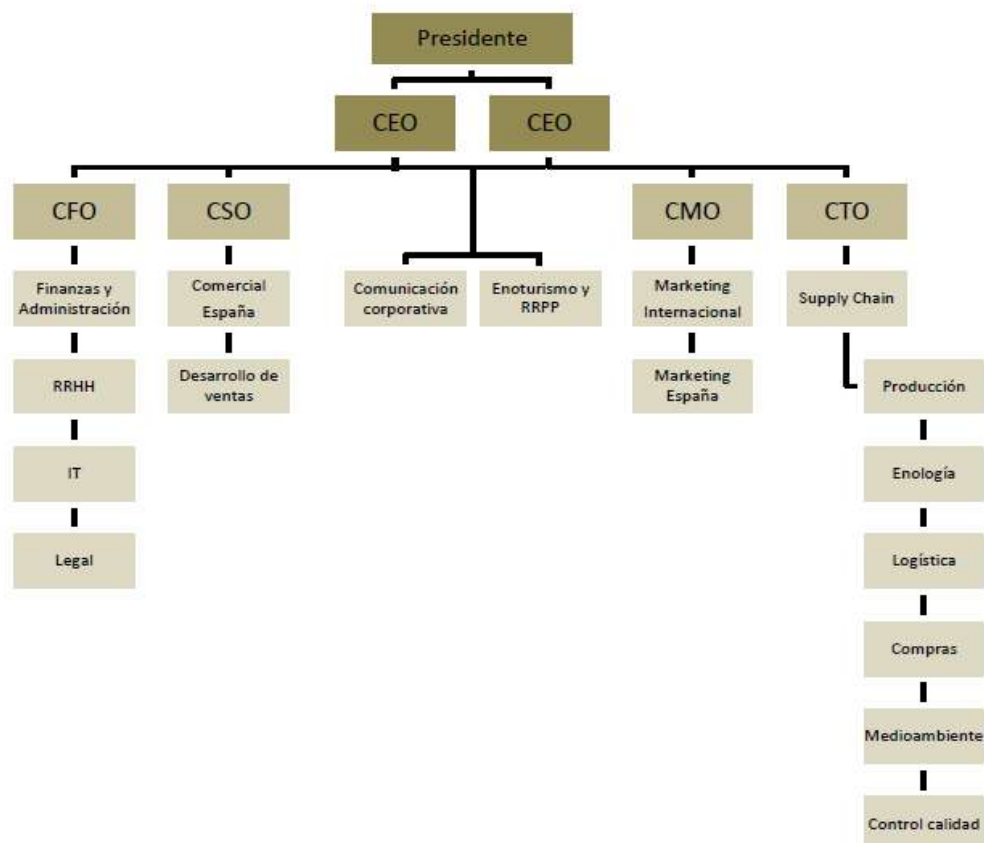 Presidente
CEO
CEO
CFO
CSO
CMO
CTO
Finanzas y
Administración
Comercial
España
Comunicación
corporativa
Enoturismo y
RRPP
Marketing
Internacional
Supply Chain
RRHH
Desarrollo de
ventas
Marketing
España
Producción
IT
Enología
Legal
Logística
Compras
Medioambiente
Control calidad